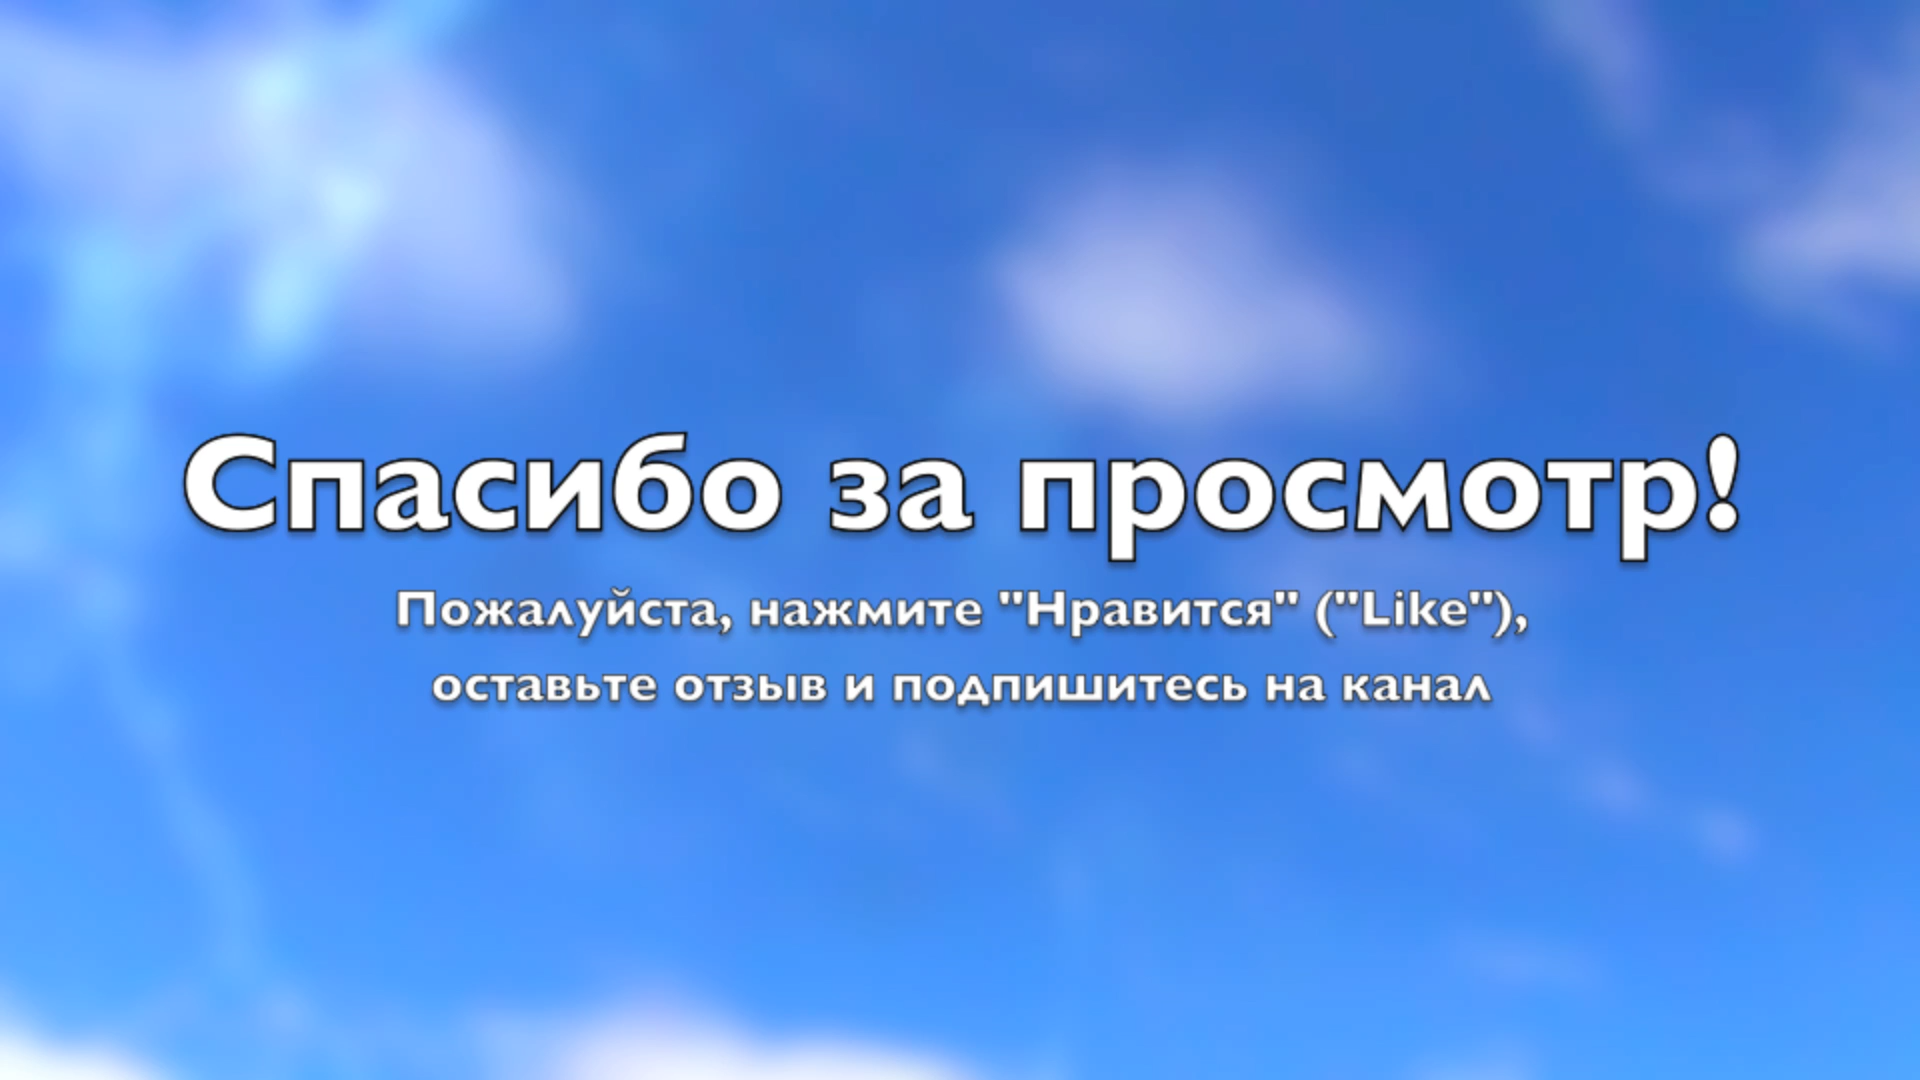 Спасибо за просмотр!
Пожалуйста, нажмите "Нравится" ("Like"),
оставьте отзыв и подпишитесь на канал